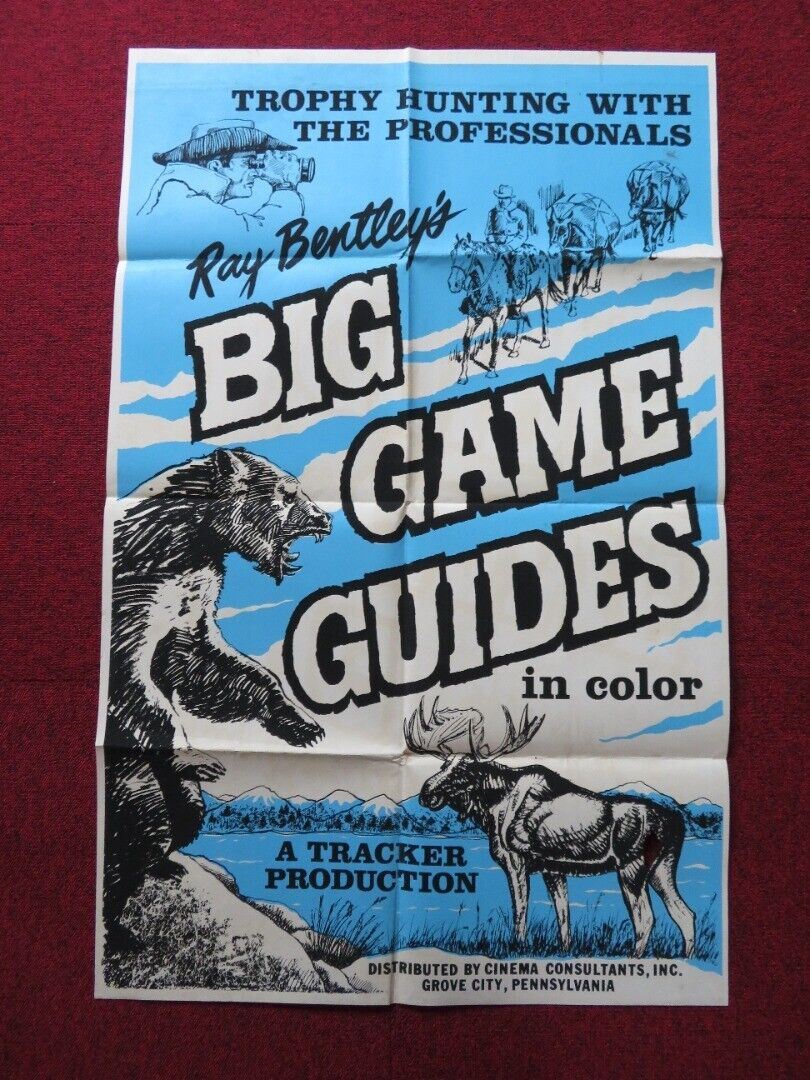 TROPHY HUNTING WITH
THE PROFESSIONALS
Ray Bentley's
BIG
GAME
GUIDES
in color
A TRACKER
PRODUCTION
DISTRIBUTED BY CINEMA CONSULTANTS, INC.
GROVE CITY, PENNSYLVANIA